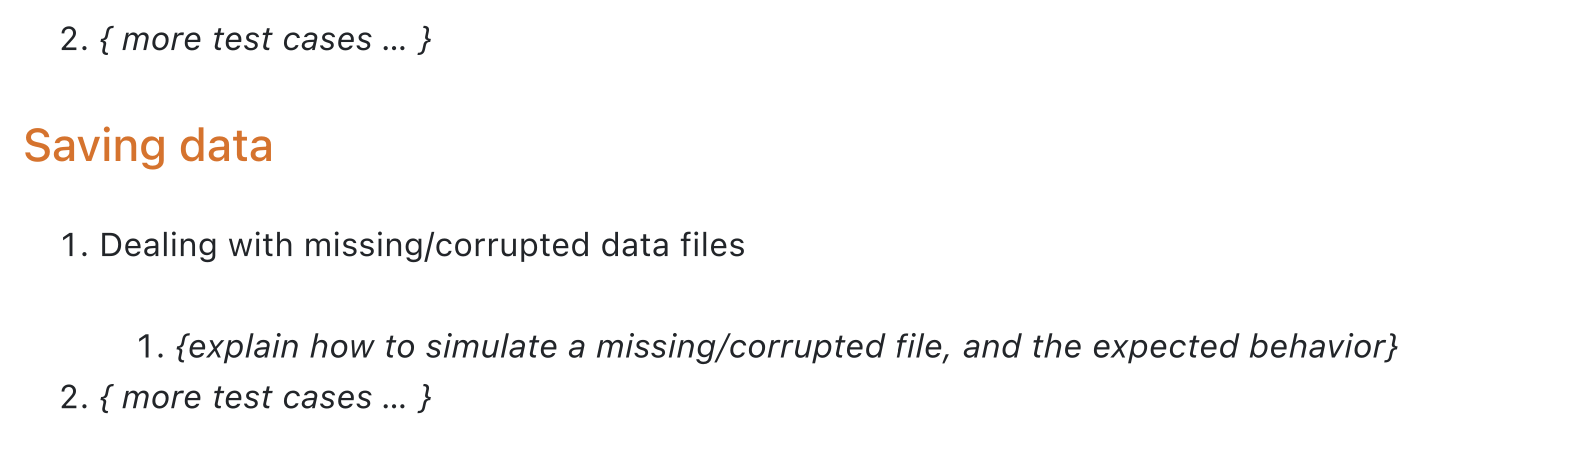 2. { more test cases … }
Saving data
1. Dealing with missing/corrupted data files
1. {explain how to simulate a missing/corrupted file, and the expected behavior}
2. { more test cases … }